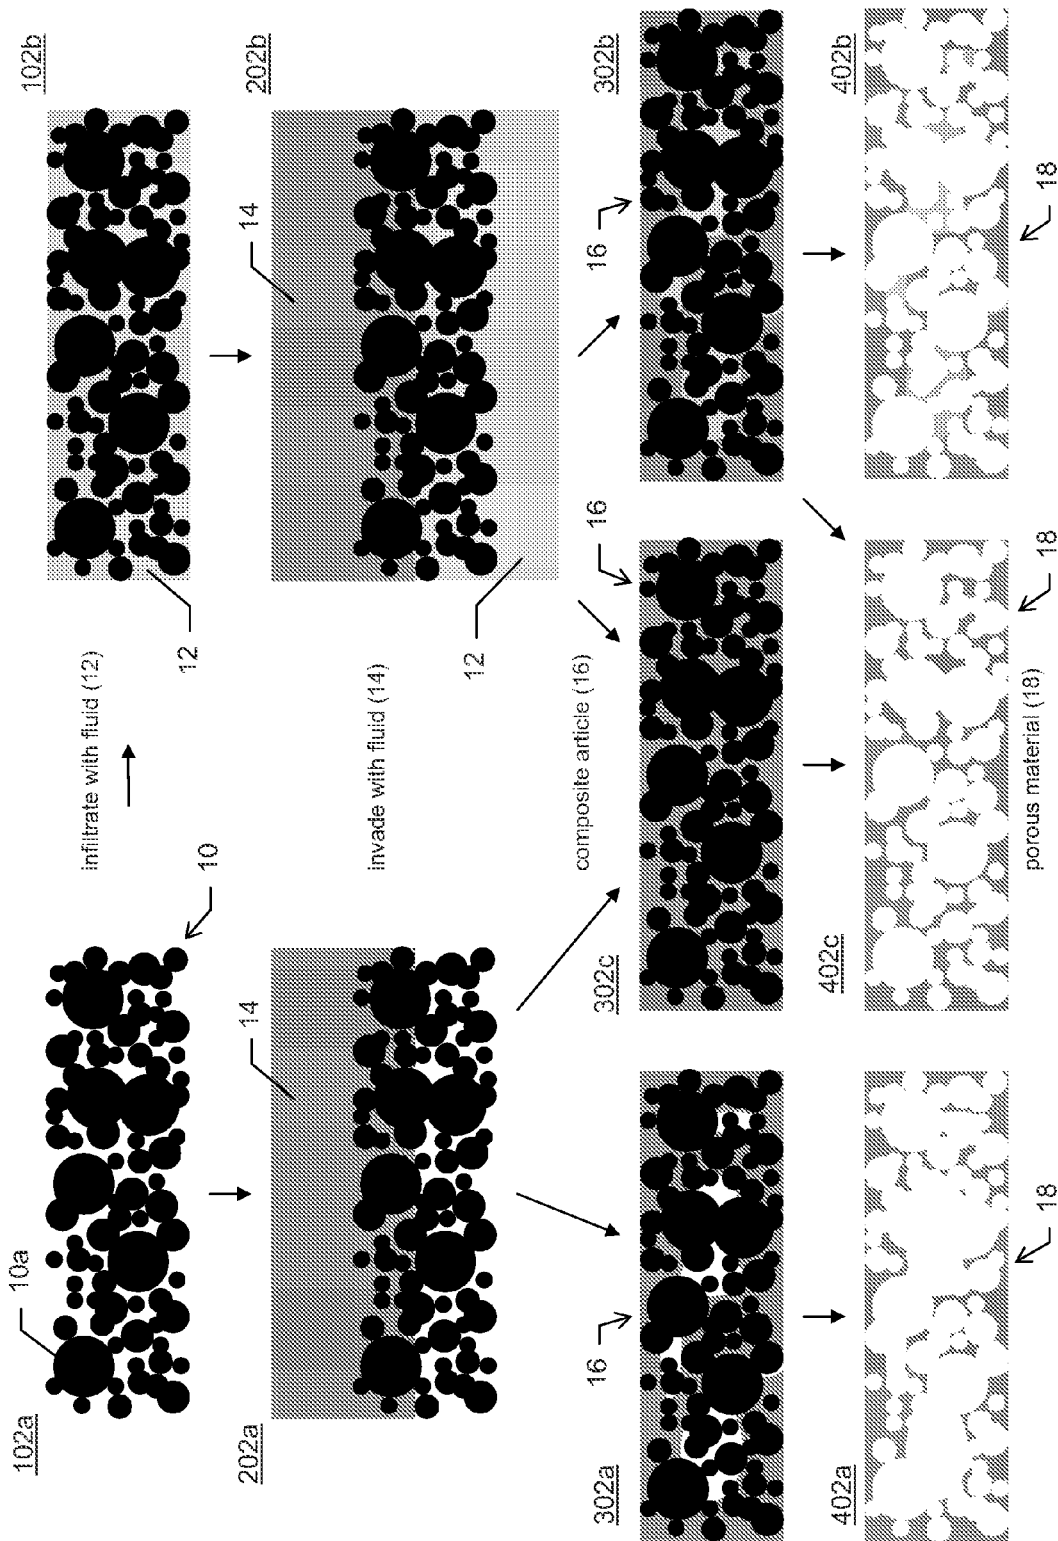 102a
10a
10
infiltrate with fluid (12)
12
102b
202a
14
invade with fluid (14)
12
14
202b
composite article (16)
302a
16
302c
16
16
302b
402a
18
402c
18
porous material (18)
402b
18